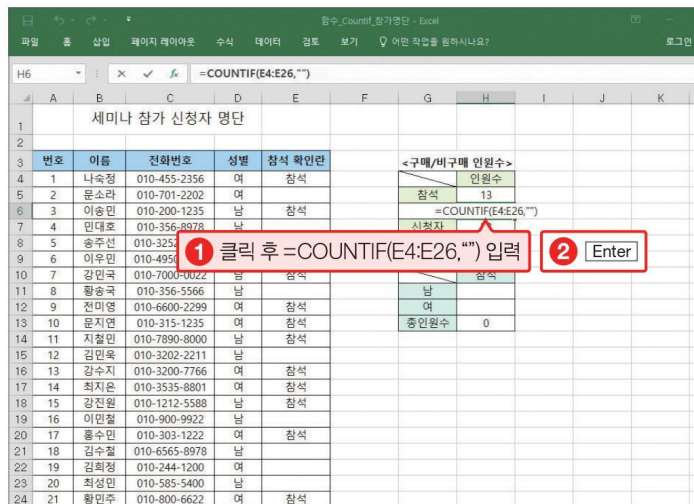 함수_Countif_참가명단 - Excel
파일 홈 삽입 페이지 레이아웃 수식 데이터 검토 보기 어떤 작업을 원하시나요? 로그인
H6 fx =COUNTIF(E4:E26,"")
A B C D E F G H I J K
1 세미나 참가 신청자 명단
2
3 번호 이름 전화번호 성별 참석 확인란 <구매/비구매 인원수>
4 1 나숙정 010-455-2356 여 참석 인원수
5 2 문소라 010-701-2202 여 참석 13
6 3 이송민 010-200-1235 남 참석 =COUNTIF(E4:E26,"")
7 4 민대호 010-356-8978 남 신청자
8 5 송주선 010-3252
9 6 이우민 010-4950
❶ 클릭 후 =COUNTIF(E4:E26,“”) 입력 ❷ Enter
10 7 강민국 010-7000-0022 남 참석 참석
11 8 황송국 010-356-5566 남 남
12 9 전미영 010-6600-2299 여 참석 여
13 10 문지연 010-315-1235 여 참석 총인원수 0
14 11 지철민 010-7890-8000 남 참석
15 12 김민욱 010-3202-2211 남
16 13 강수지 010-3200-7766 여 참석
17 14 최지은 010-3535-8801 여 참석
18 15 강진원 010-1212-5588 남 참석
19 16 이민철 010-900-9922 남
20 17 홍수민 010-303-1222 여 참석
21 18 김수철 010-6565-8978 남
22 19 김희정 010-244-1200 여
23 20 최성민 010-585-5400 남
24 21 황민주 010-800-6622 여 참석